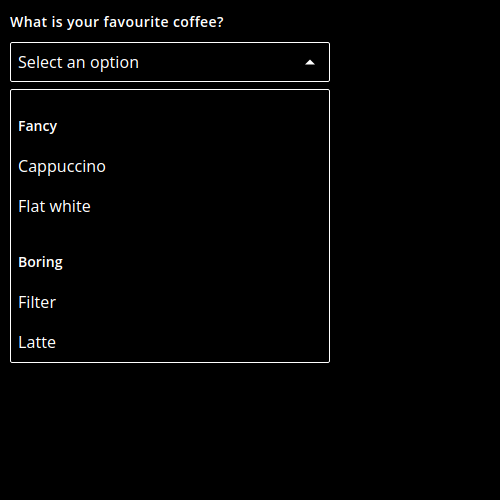 What is your favourite coffee?
Select an option
Fancy
Cappuccino
Flat white
Boring
Filter
Latte